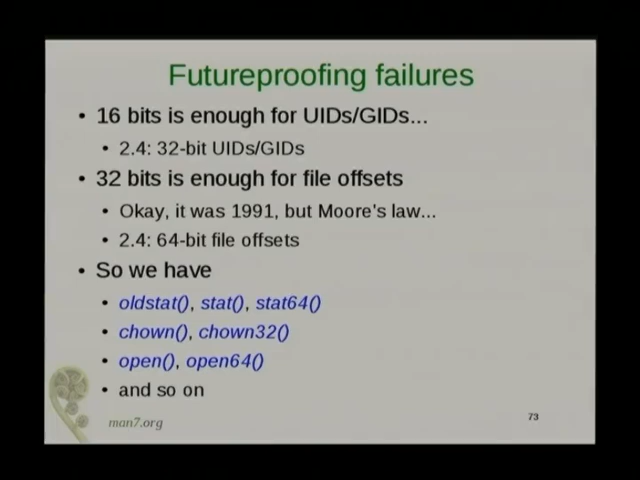 Futureproofing failures
• 16 bits is enough for UIDs/GIDs...
• 2.4: 32-bit UIDs/GIDs
• 32 bits is enough for file offsets
• Okay, it was 1991, but Moore's law...
• 2.4: 64-bit file offsets
• So we have
• oldstat(), stat(), stat64()
• chown(), chown32()
• open(), open64()
• and so on
man7.org
73